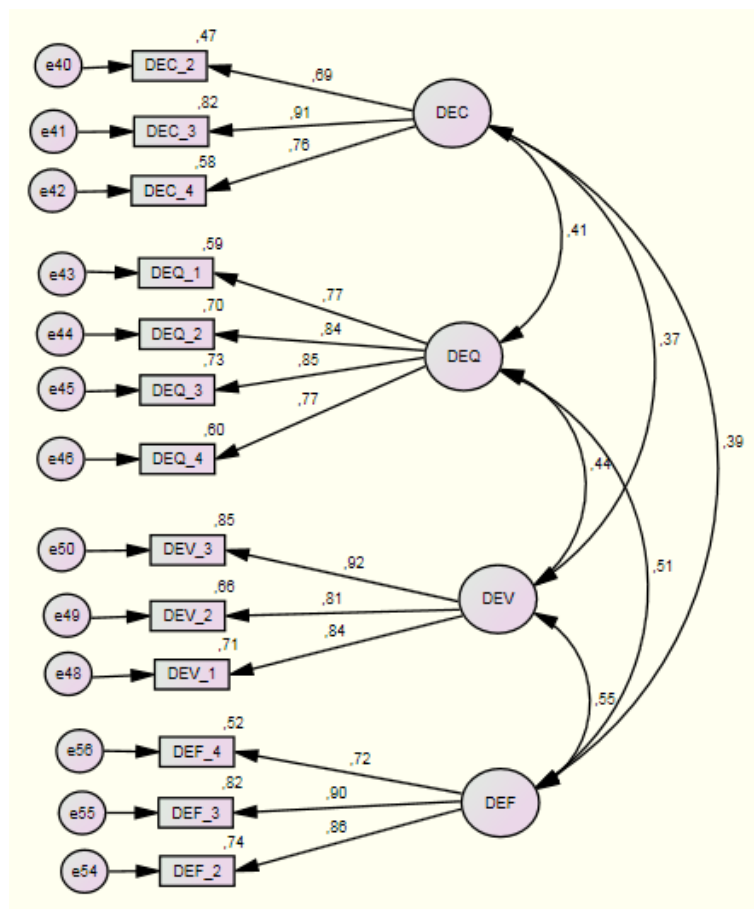 ,47
e40 DEC_2 ,69
DEC
,82
e41 DEC_3 ,91
,58 ,76
e42 DEC_4
,41
,59
e43 DEQ_1 ,77
,70
e44 DEQ_2 ,84
DEQ
,37
,73 ,85
e45 DEQ_3
,77
,60
e46 DEQ_4
,39
,44
,85
e50 DEV_3 ,92
,51
,66 ,81
DEV
e49 DEV_2
,71 ,84
e48 DEV_1
,55
,52
e56 DEF_4 ,72
,82 ,90
DEF
e55 DEF_3
,74 ,86
e54 DEF_2